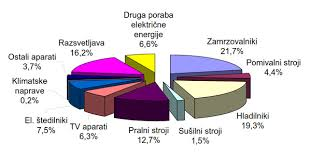 Druga poraba
električne
energije
6,6%
Zamrzovalniki
21,7%
Pomivalni stroji
4,4%
Hladilniki
19,3%
Sušilni stroji
1,5%
Pralni stroji
12,7%
TV aparati
6,3%
El. štedilniki
7,5%
Klimatske
naprave
0,2%
Ostali aparati
3,7%
Razsvetljava
16,2%